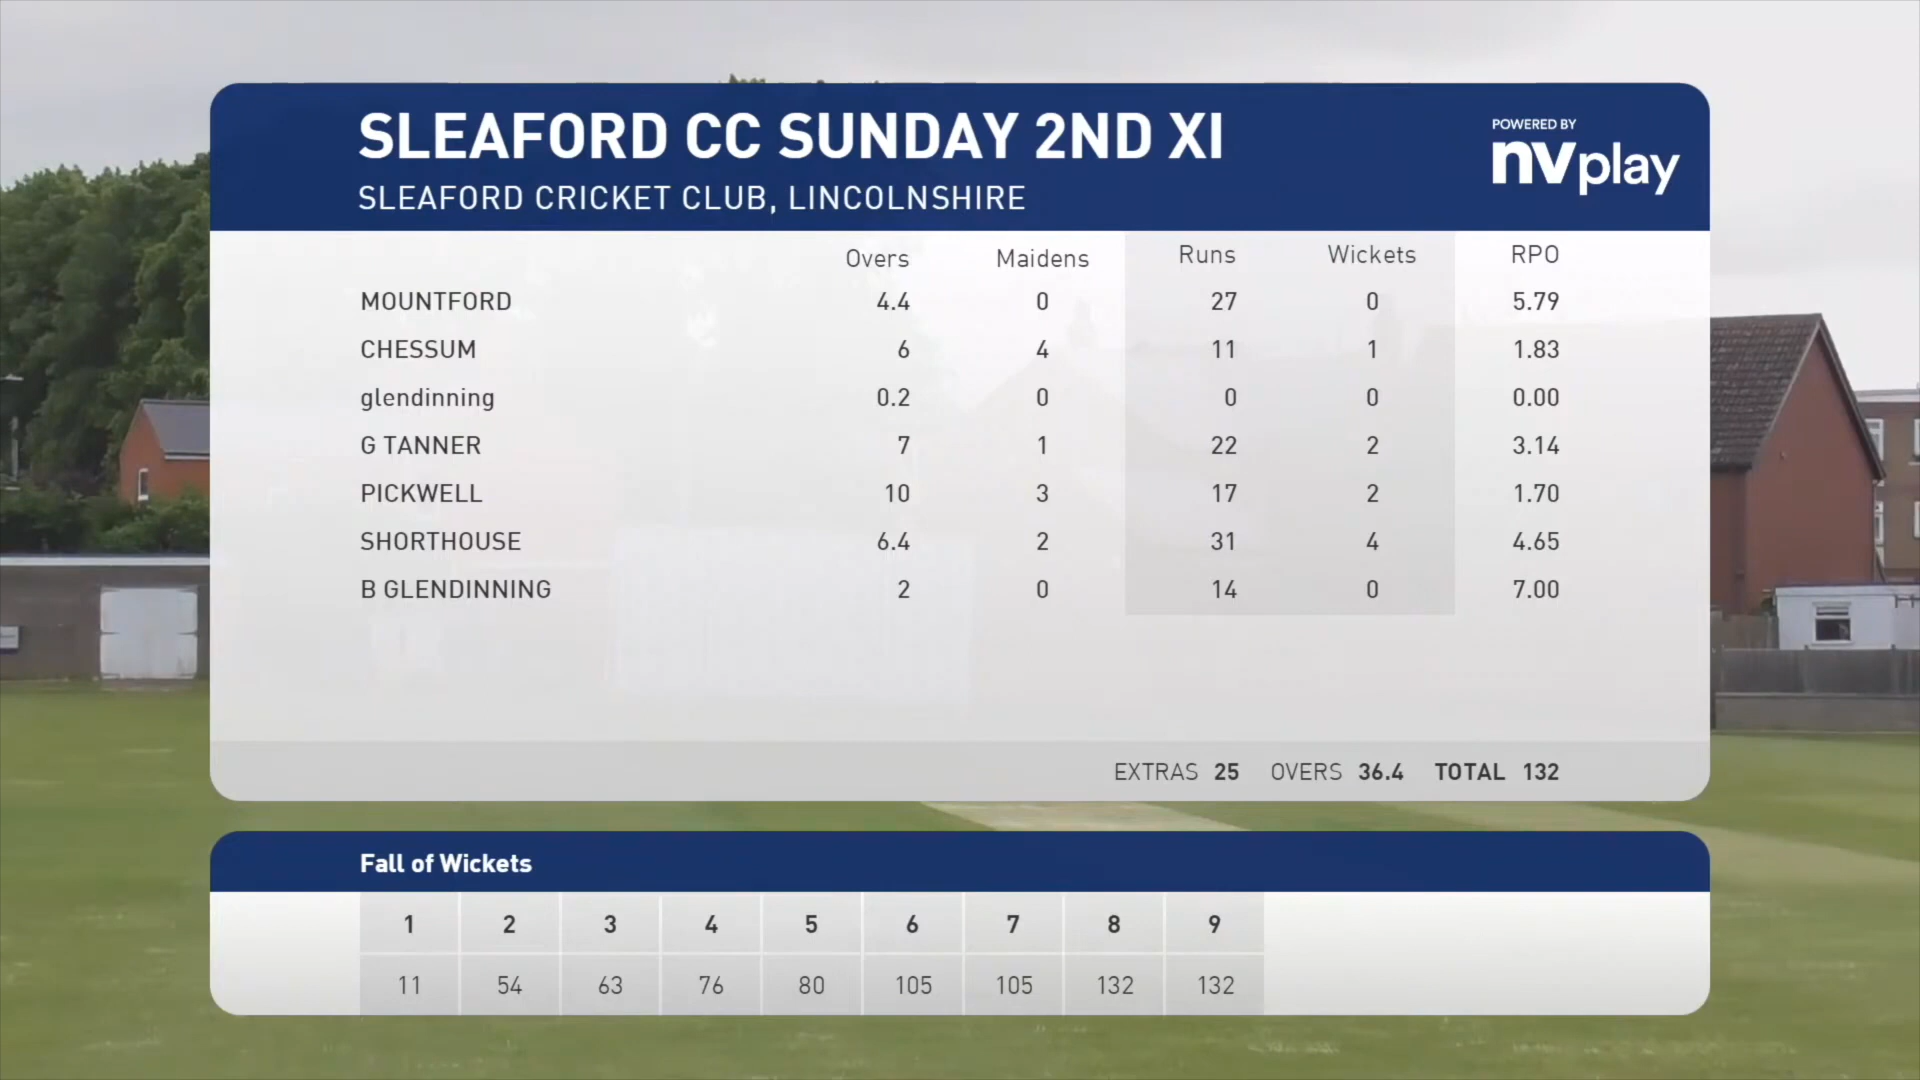 SLEAFORD CC SUNDAY 2ND XI
SLEAFORD CRICKET CLUB, LINCOLNSHIRE
POWERED BY
nvplay
Overs Maidens Runs Wickets RPO
MOUNTFORD 4.4 0 27 0 5.79
CHESSUM 6 4 11 1 1.83
glendinning 0.2 0 0 0 0.00
G TANNER 7 1 22 2 3.14
PICKWELL 10 3 17 2 1.70
SHORTHOUSE 6.4 2 31 4 4.65
B GLENDINNING 2 0 14 0 7.00
EXTRAS 25 OVERS 36.4 TOTAL 132
Fall of Wickets
1 2 3 4 5 6 7 8 9
11 54 63 76 80 105 105 132 132